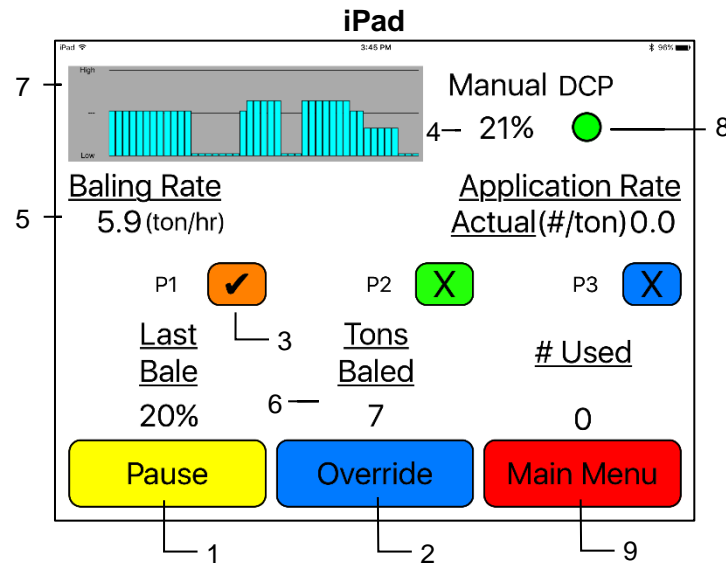 iPad
iPad 3:45 PM 96%
High
7
Manual DCP
4 21% 8
Low
Baling Rate Application Rate
5 5.9 (ton/hr) Actual(#/ton) 0.0
P1 ✔ P2 X P3 X
3
Last Tons
Bale Baled # Used
6
20% 7 0
Pause Override Main Menu
1 2 9